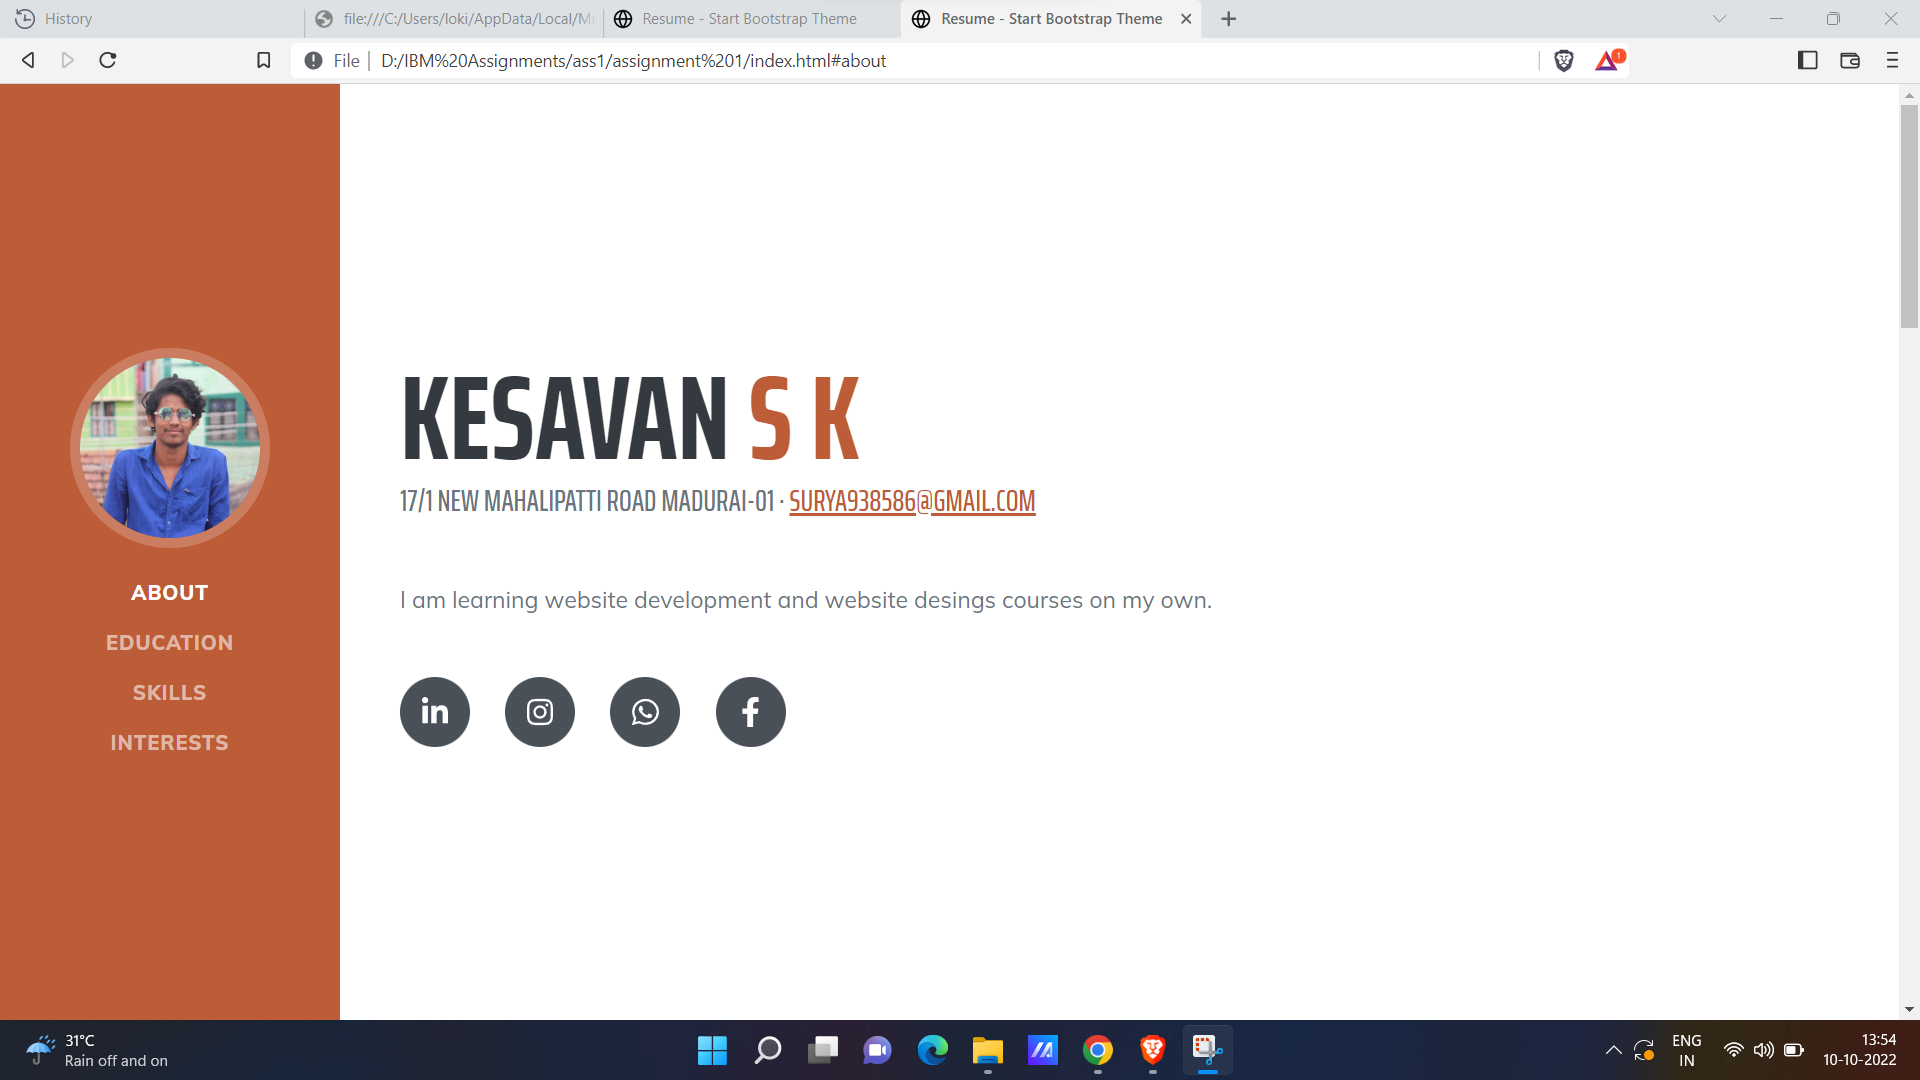 History
file:///C:/Users/loki/AppData/Local/Mi
Resume - Start Bootstrap Theme
Resume - Start Bootstrap Theme
File
D:/IBM%20Assignments/ass1/assignment%201/index.html#about
1
KESAVAN S K
17/1 NEW MAHALIPATTI ROAD MADURAI-01 · SURYA938586@GMAIL.COM
ABOUT
I am learning website development and website desings courses on my own.
EDUCATION
SKILLS
INTERESTS
in
f
31°C
Rain off and on
ENG
IN
13:54
10-10-2022